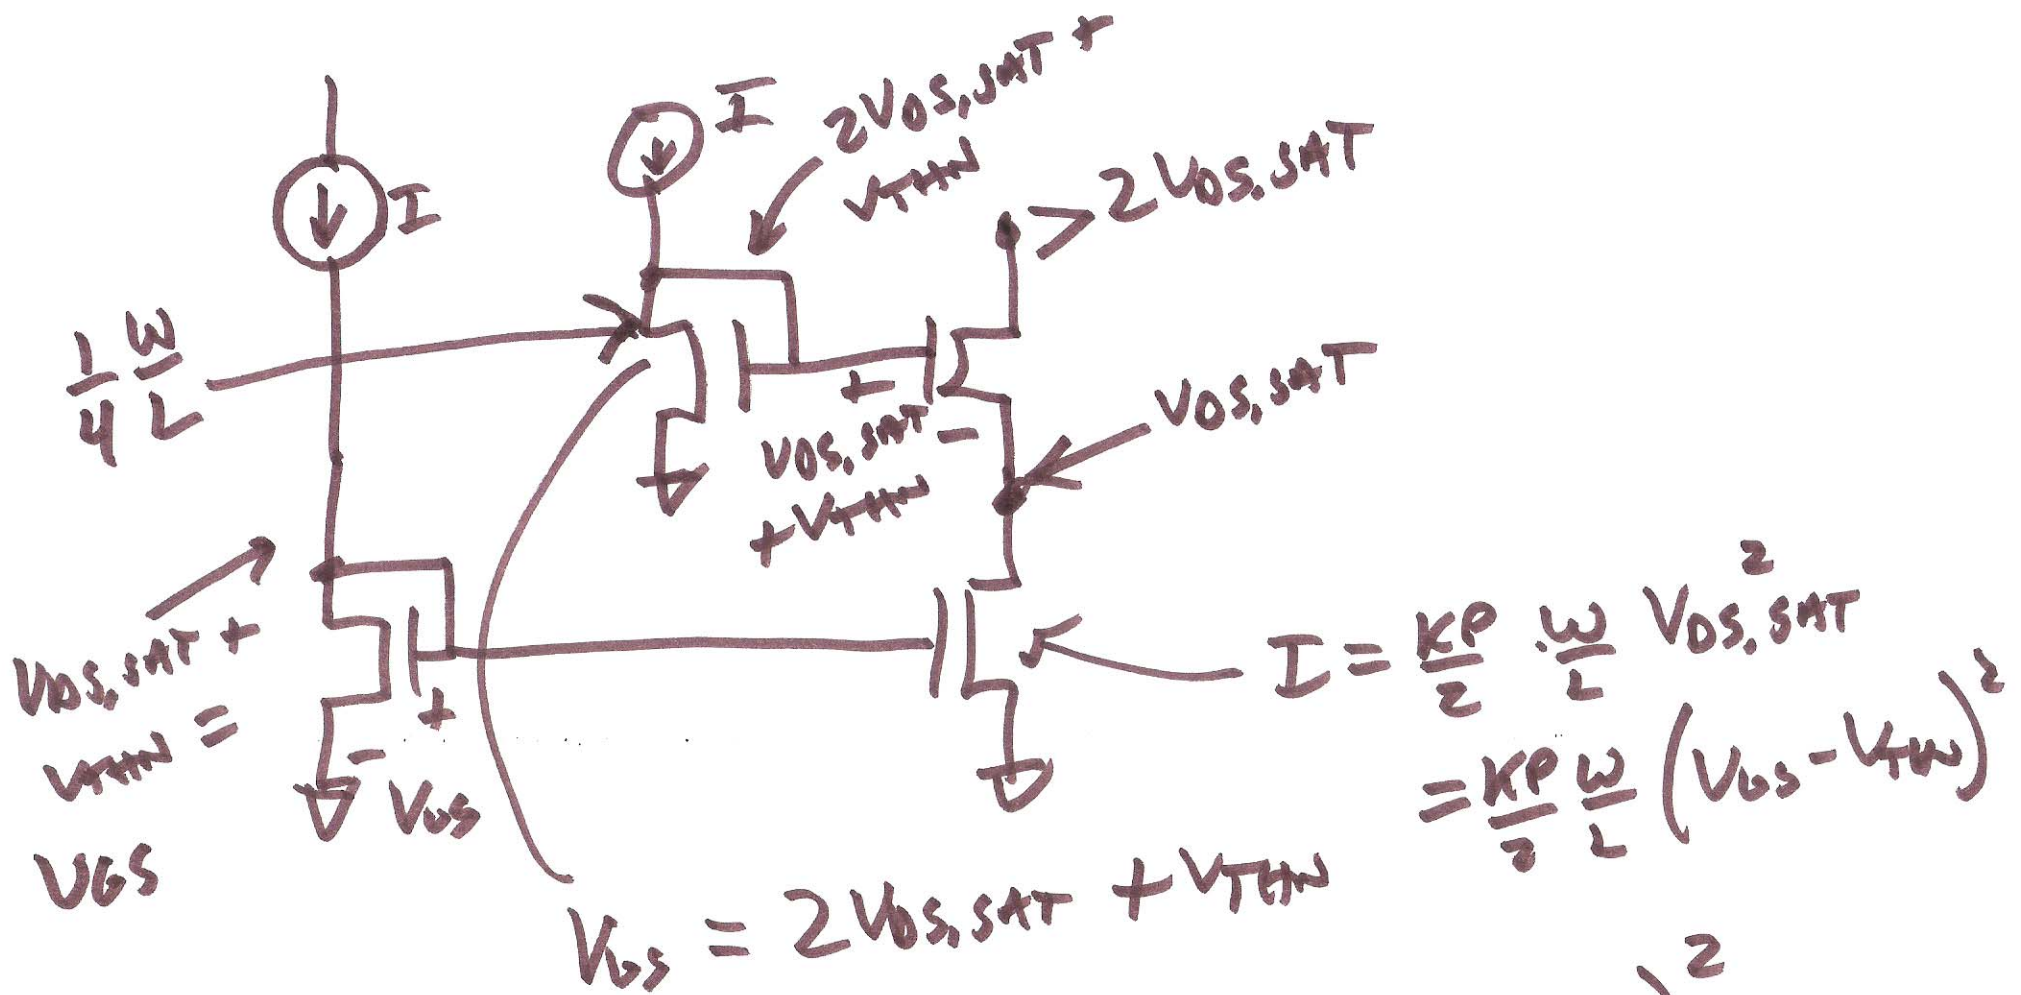 I
2VDS,SAT +
VTHN
> 2VDS,SAT
I
1/4 W/L
VDS,SAT
+
VDS,SAT -
+VTHN
VDS,SAT +
VTHN =
VGS
+
-
VGS
I = KP/2 · W/L VDS,SAT²
= KP/2 W/L (VGS - VTHN)²
VGS = 2VDS,SAT + VTHN
)²